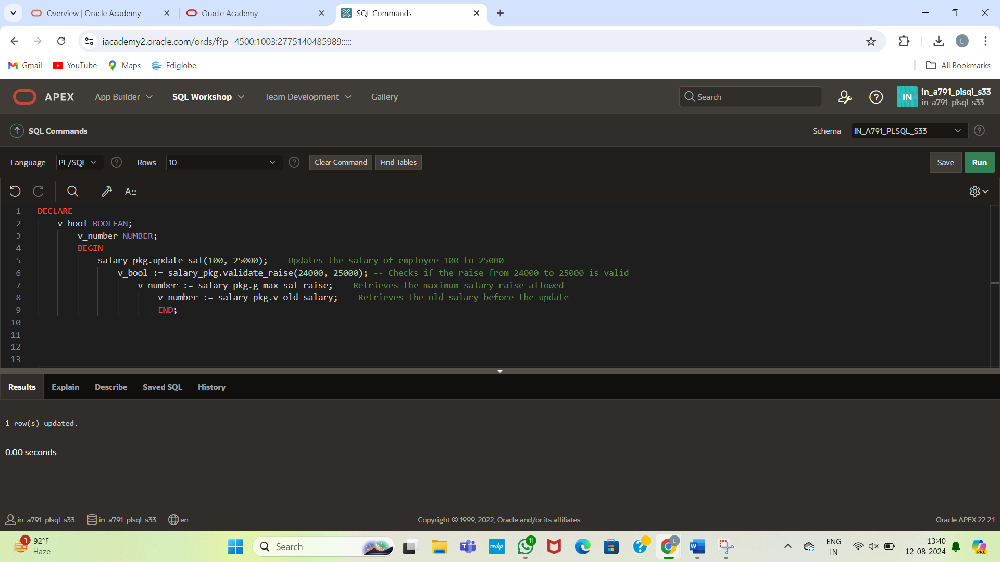 Overview | Oracle Academy
Oracle Academy
SQL Commands
iacademy2.oracle.com/ords/f?p=4500:1003:2775140485989:::::
L
Gmail
YouTube
Maps
Ediglobe
All Bookmarks
APEX
App Builder
SQL Workshop
Team Development
Gallery
Search
IN
in_a791_plsql_s33
in_a791_plsql_s33
SQL Commands
Schema
IN_A791_PLSQL_S33
Language
PL/SQL
Rows
10
Clear Command
Find Tables
Save
Run
A::
1 DECLARE
2 v_bool BOOLEAN;
3 v_number NUMBER;
4 BEGIN
5 salary_pkg.update_sal(100, 25000); -- Updates the salary of employee 100 to 25000
6 v_bool := salary_pkg.validate_raise(24000, 25000); -- Checks if the raise from 24000 to 25000 is valid
7 v_number := salary_pkg.g_max_sal_raise; -- Retrieves the maximum salary raise allowed
8 v_number := salary_pkg.v_old_salary; -- Retrieves the old salary before the update
9 END;
10
11
12
13
Results
Explain
Describe
Saved SQL
History
1 row(s) updated.
0.00 seconds
in_a791_plsql_s33
in_a791_plsql_s33
en
Copyright © 1999, 2022, Oracle and/or its affiliates.
Oracle APEX 22.2.1
1
92°F
Haze
Search
myhp
11
L
ENG
IN
13:40
12-08-2024
PRE